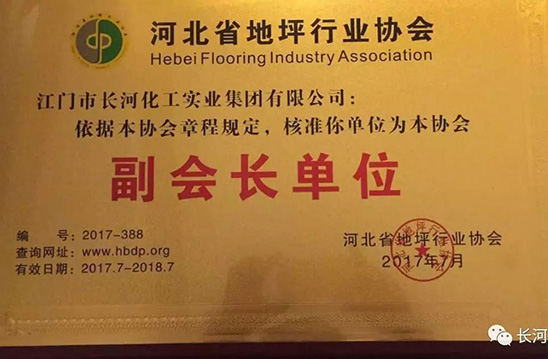 河北省地坪行业协会
Hebei Flooring Industry Association
江门市长河化工实业集团有限公司：
依据本协会章程规定，核准你单位为本协会
副会长单位
编 号：2017-388
查询网址：www.hbdp.org
有效日期：2017.7-2018.7
河北省地坪行业协会
2017年7月
长河